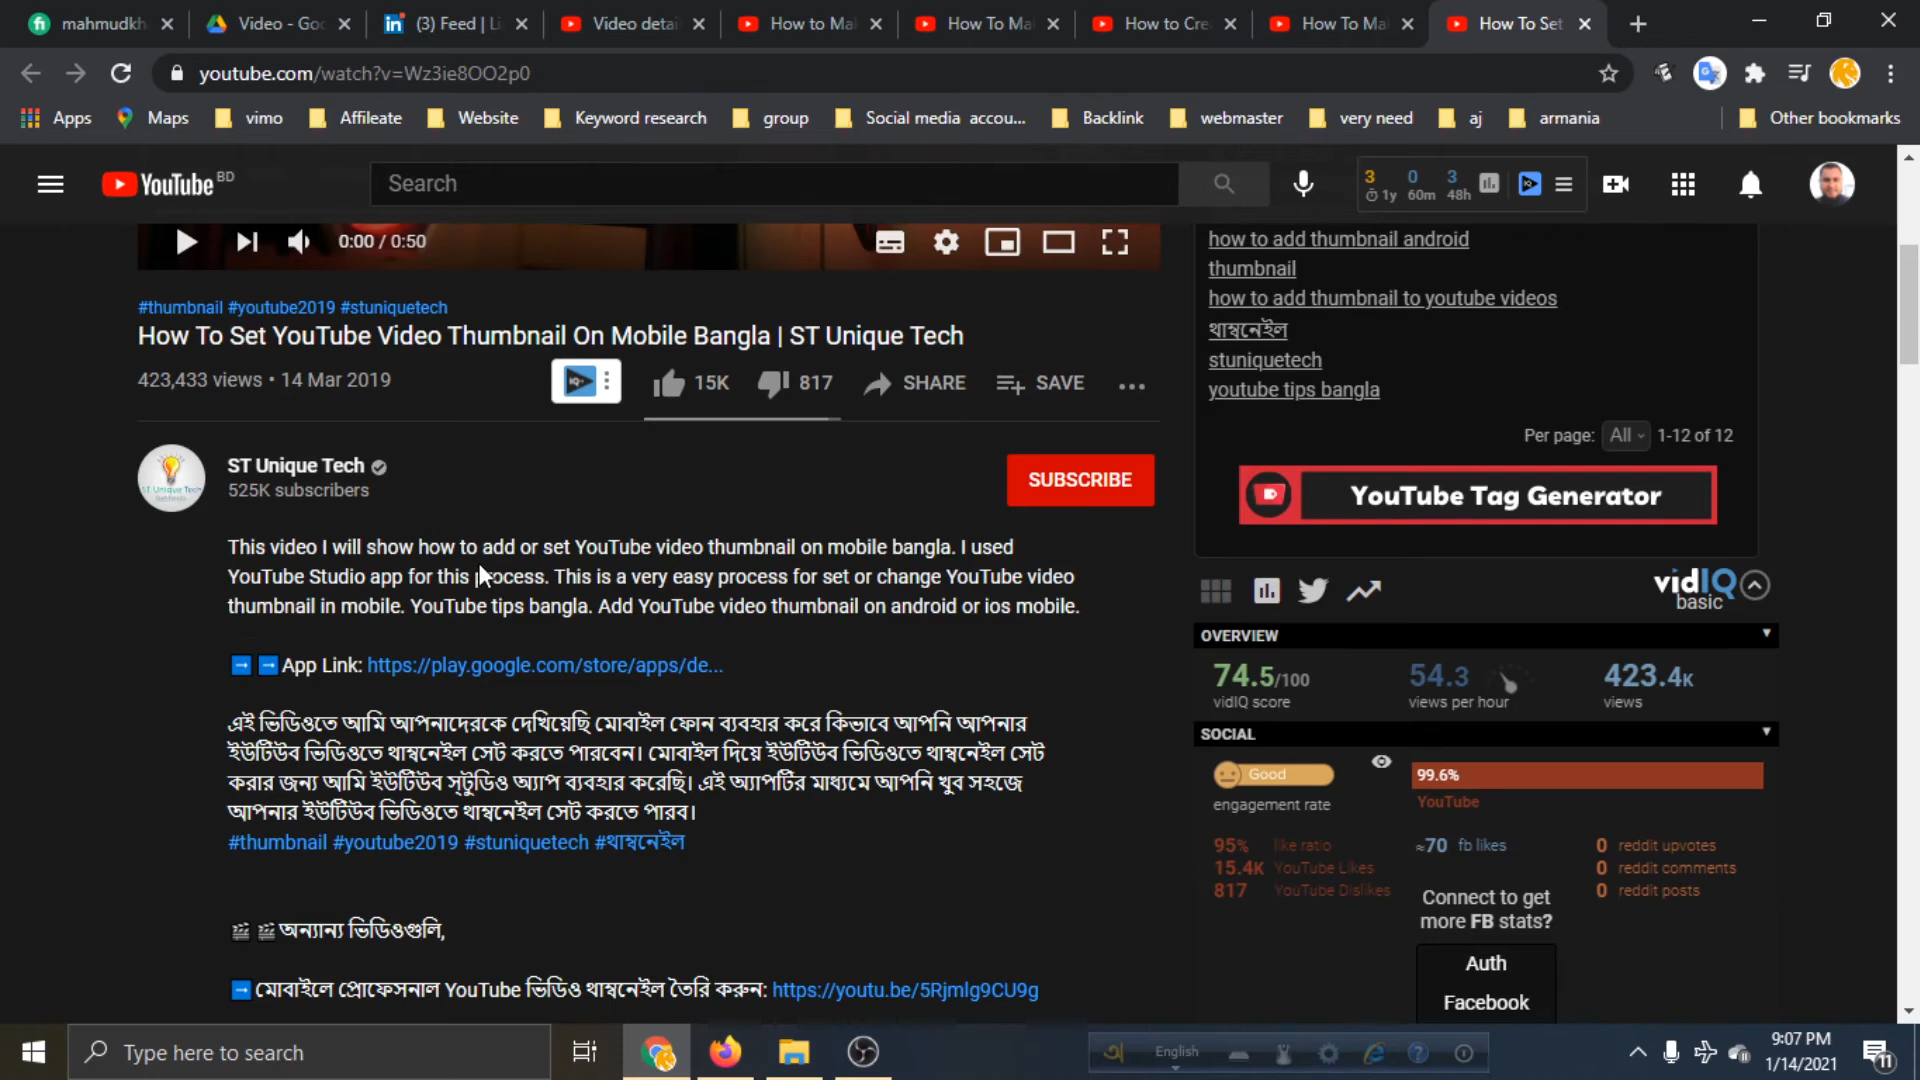 mahmudkh
Video - Goo
(3) Feed | Li
Video detai
How to Ma
How To Ma
How to Cre
How To Ma
How To Set
youtube.com/watch?v=Wz3ie8OO2p0
Apps
Maps
vimo
Affileate
Website
Keyword research
group
Social media accou...
Backlink
webmaster
very need
aj
armania
Other bookmarks
YouTube BD
Search
3 0 3
1y 60m 48h
0:00 / 0:50
#thumbnail #youtube2019 #stuniquetech
How To Set YouTube Video Thumbnail On Mobile Bangla | ST Unique Tech
423,433 views • 14 Mar 2019
15K
817
SHARE
SAVE
ST Unique Tech
525K subscribers
SUBSCRIBE
This video I will show how to add or set YouTube video thumbnail on mobile bangla. I used
YouTube Studio app for this process. This is a very easy process for set or change YouTube video
thumbnail in mobile. YouTube tips bangla. Add YouTube video thumbnail on android or ios mobile.
App Link: https://play.google.com/store/apps/de...
এই ভিডিওতে আমি আপনাদেরকে দেখিয়েছি মোবাইল ফোন ব্যবহার করে কিভাবে আপনি আপনার
ইউটিউব ভিডিওতে থাম্বনেইল সেট করতে পারবেন। মোবাইল দিয়ে ইউটিউব ভিডিওতে থাম্বনেইল সেট
করার জন্য আমি ইউটিউব স্টুডিও অ্যাপ ব্যবহার করেছি। এই অ্যাপটির মাধ্যমে আপনি খুব সহজে
আপনার ইউটিউব ভিডিওতে থাম্বনেইল সেট করতে পারব।
#thumbnail #youtube2019 #stuniquetech #থাম্বনেইল
অন্যান্য ভিডিওগুলি,
মোবাইলে প্রোফেসনাল YouTube ভিডিও থাম্বনেইল তৈরি করুন: https://youtu.be/5RjmIg9CU9g
how to add thumbnail android
thumbnail
how to add thumbnail to youtube videos
থাম্বনেইল
stuniquetech
youtube tips bangla
Per page: All 1-12 of 12
YouTube Tag Generator
vidIQ
basic
OVERVIEW
74.5/100
vidIQ score
54.3
views per hour
423.4K
views
SOCIAL
Good
engagement rate
99.6%
YouTube
95% like ratio
15.4K YouTube Likes
817 YouTube Dislikes
≈70 fb likes
0 reddit upvotes
0 reddit comments
0 reddit posts
Connect to get
more FB stats?
Auth
Facebook
Type here to search
English
9:07 PM
1/14/2021
11